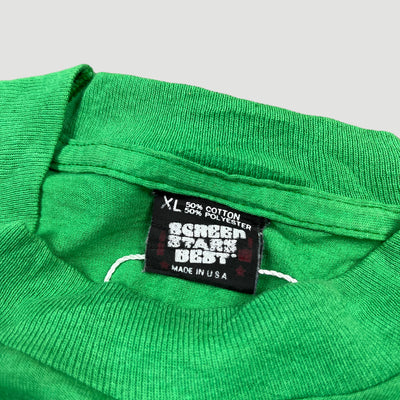 XL 50% COTTON
50% POLYESTER
SCREEN
STARS
BEST
MADE IN U.S.A